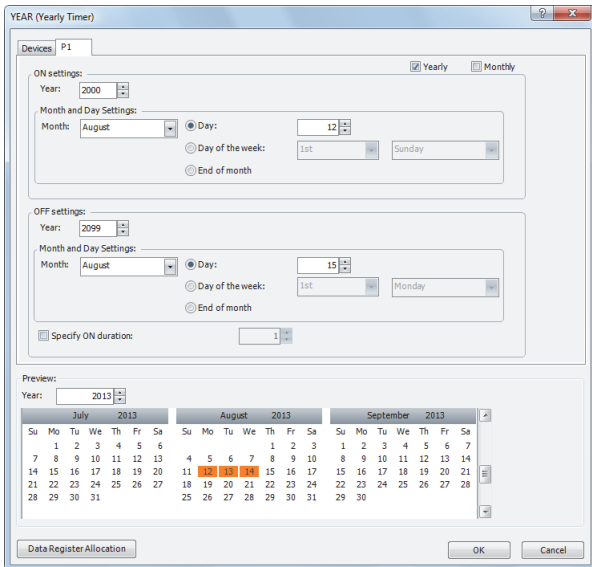 YEAR (Yearly Timer)
Devices P1
Yearly Monthly
ON settings:
Year: 2000
Month and Day Settings:
Month: August Day: 12
Day of the week: 1st Sunday
End of month
OFF settings:
Year: 2099
Month and Day Settings:
Month: August Day: 15
Day of the week: 1st Monday
End of month
Specify ON duration: 1
Preview:
Year: 2013
July 2013 August 2013 September 2013
Su Mo Tu We Th Fr Sa Su Mo Tu We Th Fr Sa Su Mo Tu We Th Fr Sa
1 2 3 4 5 6 1 2 3 1 2 3 4 5 6 7
7 8 9 10 11 12 13 4 5 6 7 8 9 10 8 9 10 11 12 13 14
14 15 16 17 18 19 20 11 12 13 14 15 16 17 15 16 17 18 19 20 21
21 22 23 24 25 26 27 18 19 20 21 22 23 24 22 23 24 25 26 27 28
28 29 30 31 25 26 27 28 29 30 31 29 30
Data Register Allocation OK Cancel